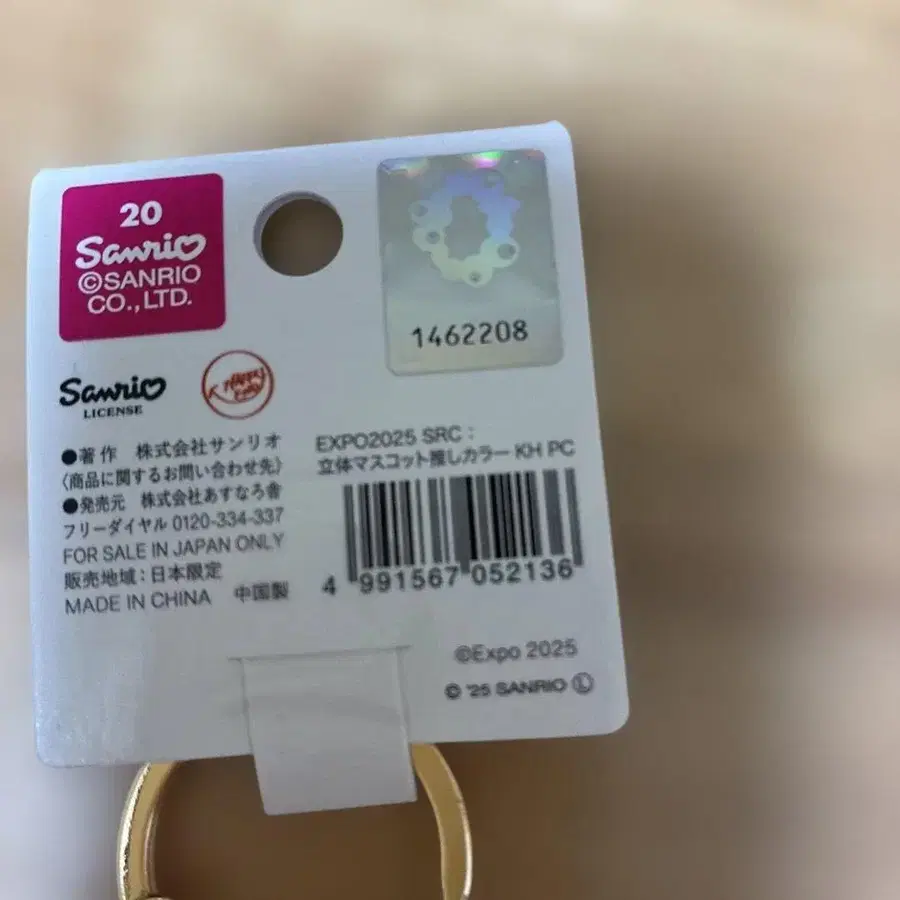 20
Sanrio
©SANRIO
CO., LTD.
1462208
Sanrio
LICENSE
●著作 株式会社サンリオ
〈商品に関するお問い合わせ先〉
●発売元 株式会社あすなろ舎
フリーダイヤル 0120-334-337
FOR SALE IN JAPAN ONLY
販売地域：日本限定
MADE IN CHINA 中国製
EXPO2025 SRC：
立体マスコット推しカラー KH PC
4 991567 052136
©Expo 2025
© '25 SANRIO Ⓛ